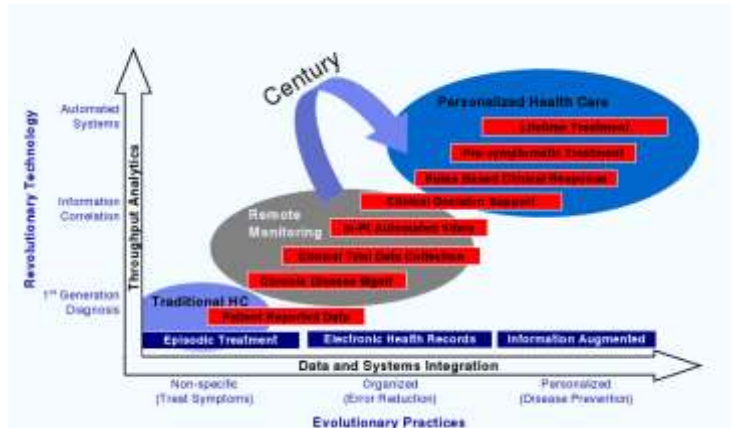 Century
Personalized Health Care
Automated
Systems
Lifetime Treatment
Pre-symptomatic Treatment
Rules Based Clinical Response
Revolutionary Technology
Throughput Analytics
Information
Correlation
Clinical Decision Support
Remote
Monitoring
In-Pt. Automated
Clinical Trial Data Collection
Chronic Disease Mgmt
1st Generation
Diagnosis
Traditional HC
Patient Reported Data
Episodic Treatment
Electronic Health Records
Information Augmented
Data and Systems Integration
Non-specific
(Treat Symptoms)
Organized
(Error Reduction)
Personalized
(Disease Prevention)
Evolutionary Practices